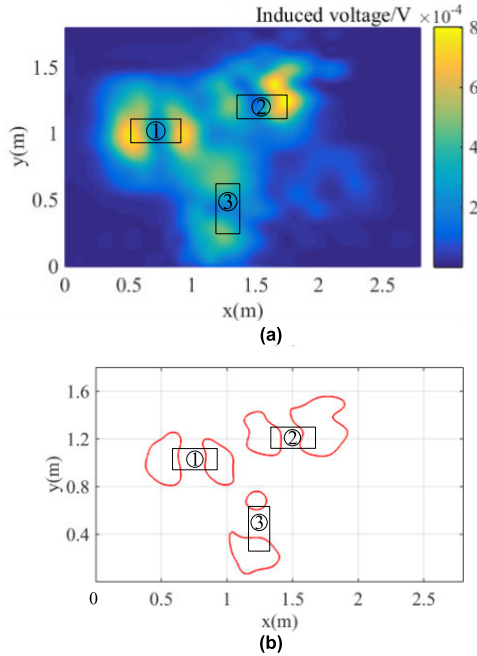 Induced voltage/V ×10⁻⁴
1.5
1
0.5
0
y(m)
8
6
4
2
①
②
③
0 0.5 1 1.5 2 2.5
x(m)
(a)
1.6
1.2
0.8
0.4
y(m)
①
②
③
0 0.5 1 1.5 2 2.5
x(m)
(b)